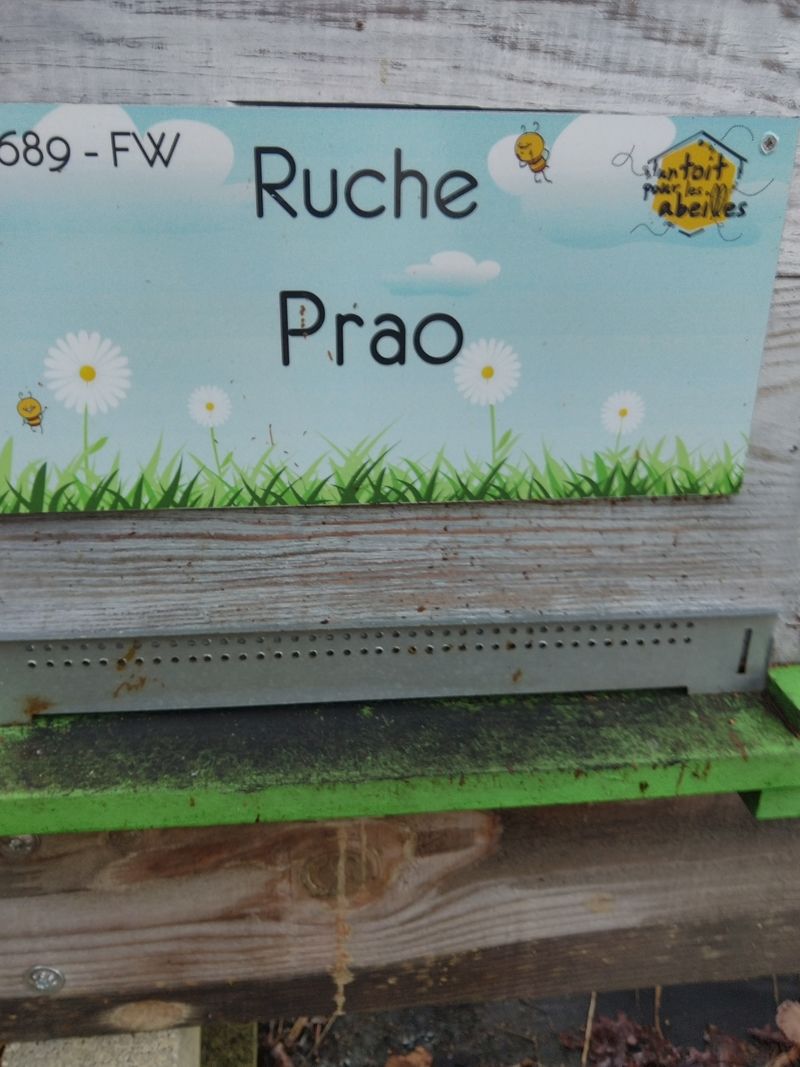 689 - FW
Ruche
Prao
un toit
pour les
abeilles